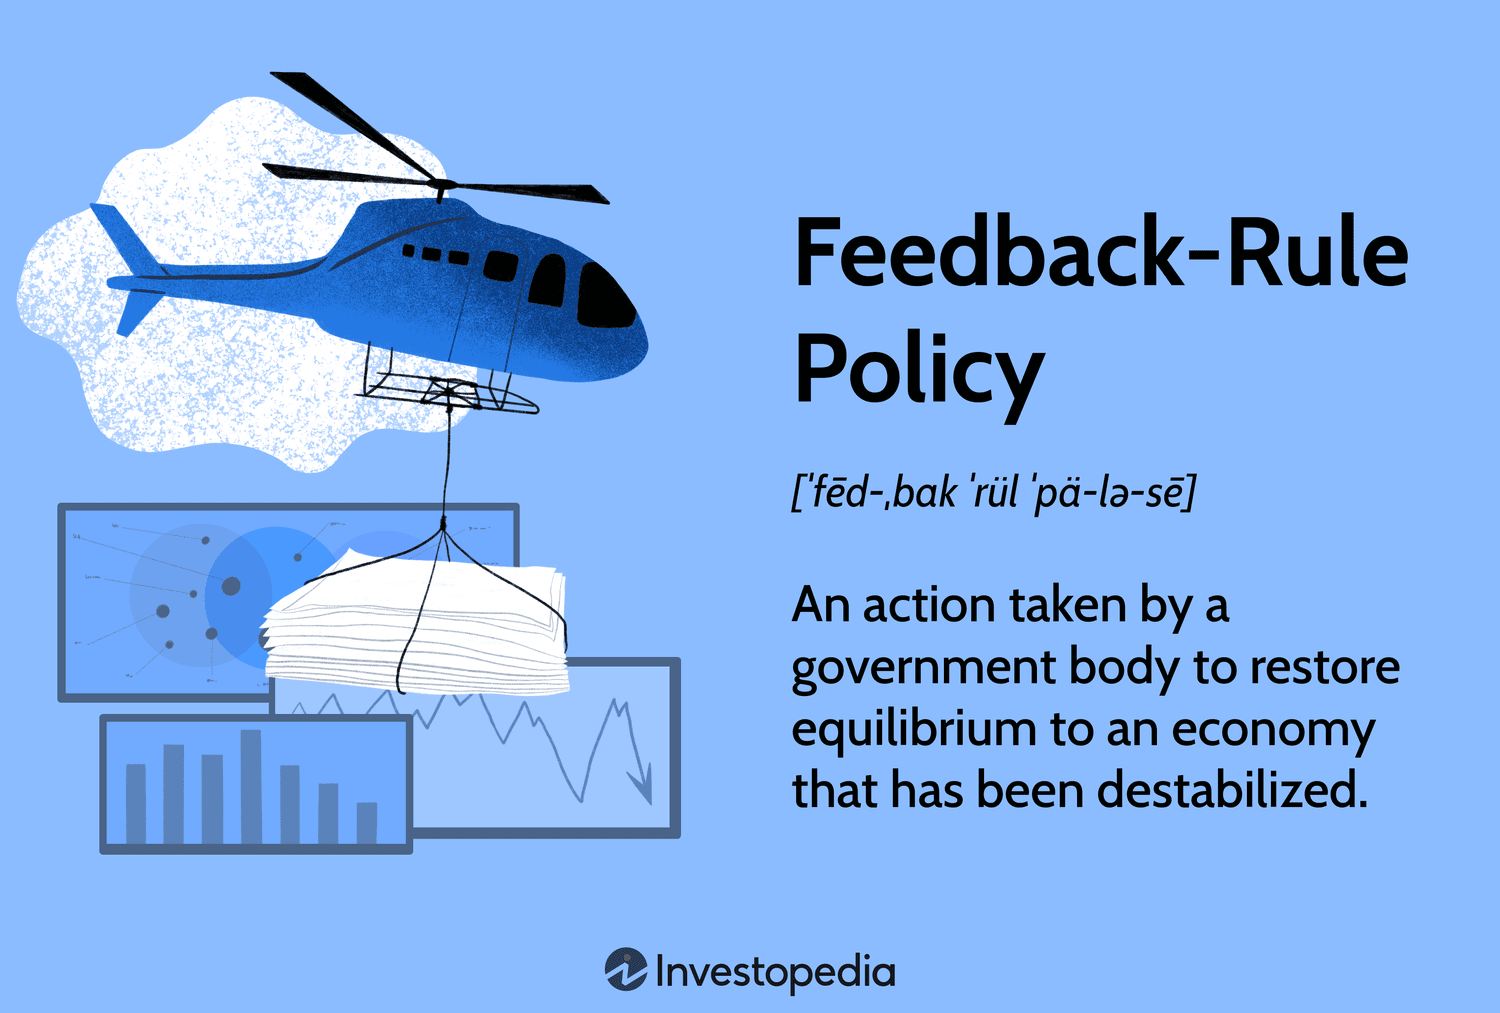 Feedback-Rule
Policy
[ˈfēd-ˌbak ˈrül ˈpä-lə-sē]
An action taken by a
government body to restore
equilibrium to an economy
that has been destabilized.
Investopedia